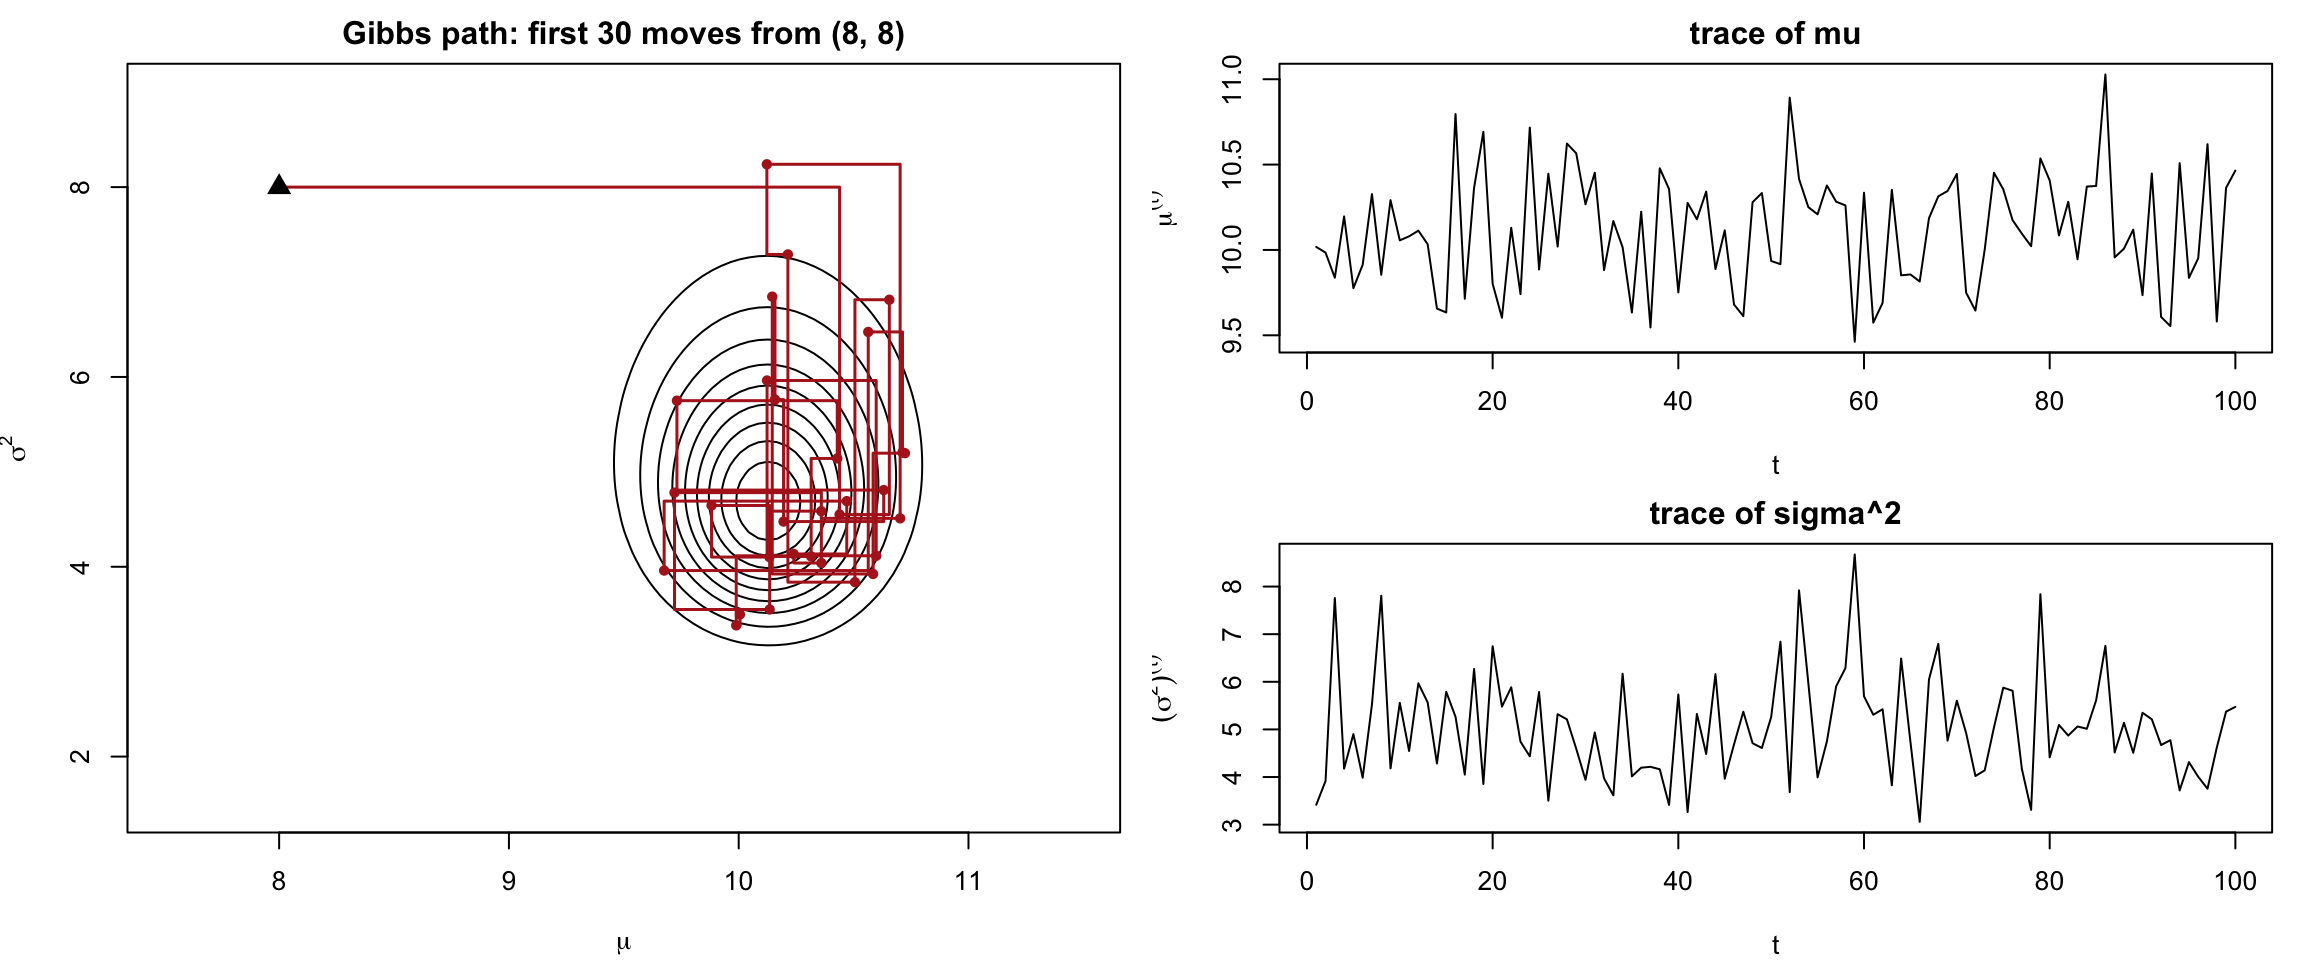 Gibbs path: first 30 moves from (8, 8)
8
6
4
2
σ²
8 9 10 11
μ
trace of mu
11.0
10.5
10.0
9.5
0 20 40 60 80 100
t
trace of sigma^2
8
7
6
5
4
3
0 20 40 60 80 100
t